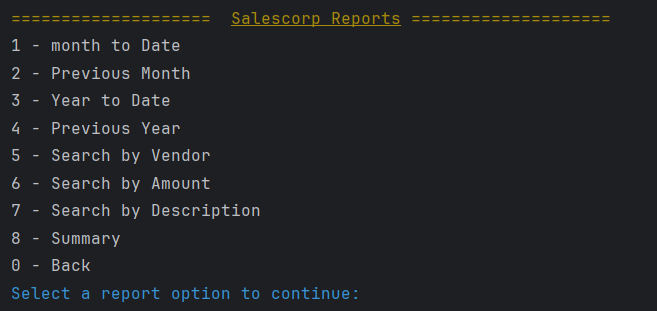 ==================== Salescorp Reports ====================
1 - month to Date
2 - Previous Month
3 - Year to Date
4 - Previous Year
5 - Search by Vendor
6 - Search by Amount
7 - Search by Description
8 - Summary
0 - Back
Select a report option to continue: